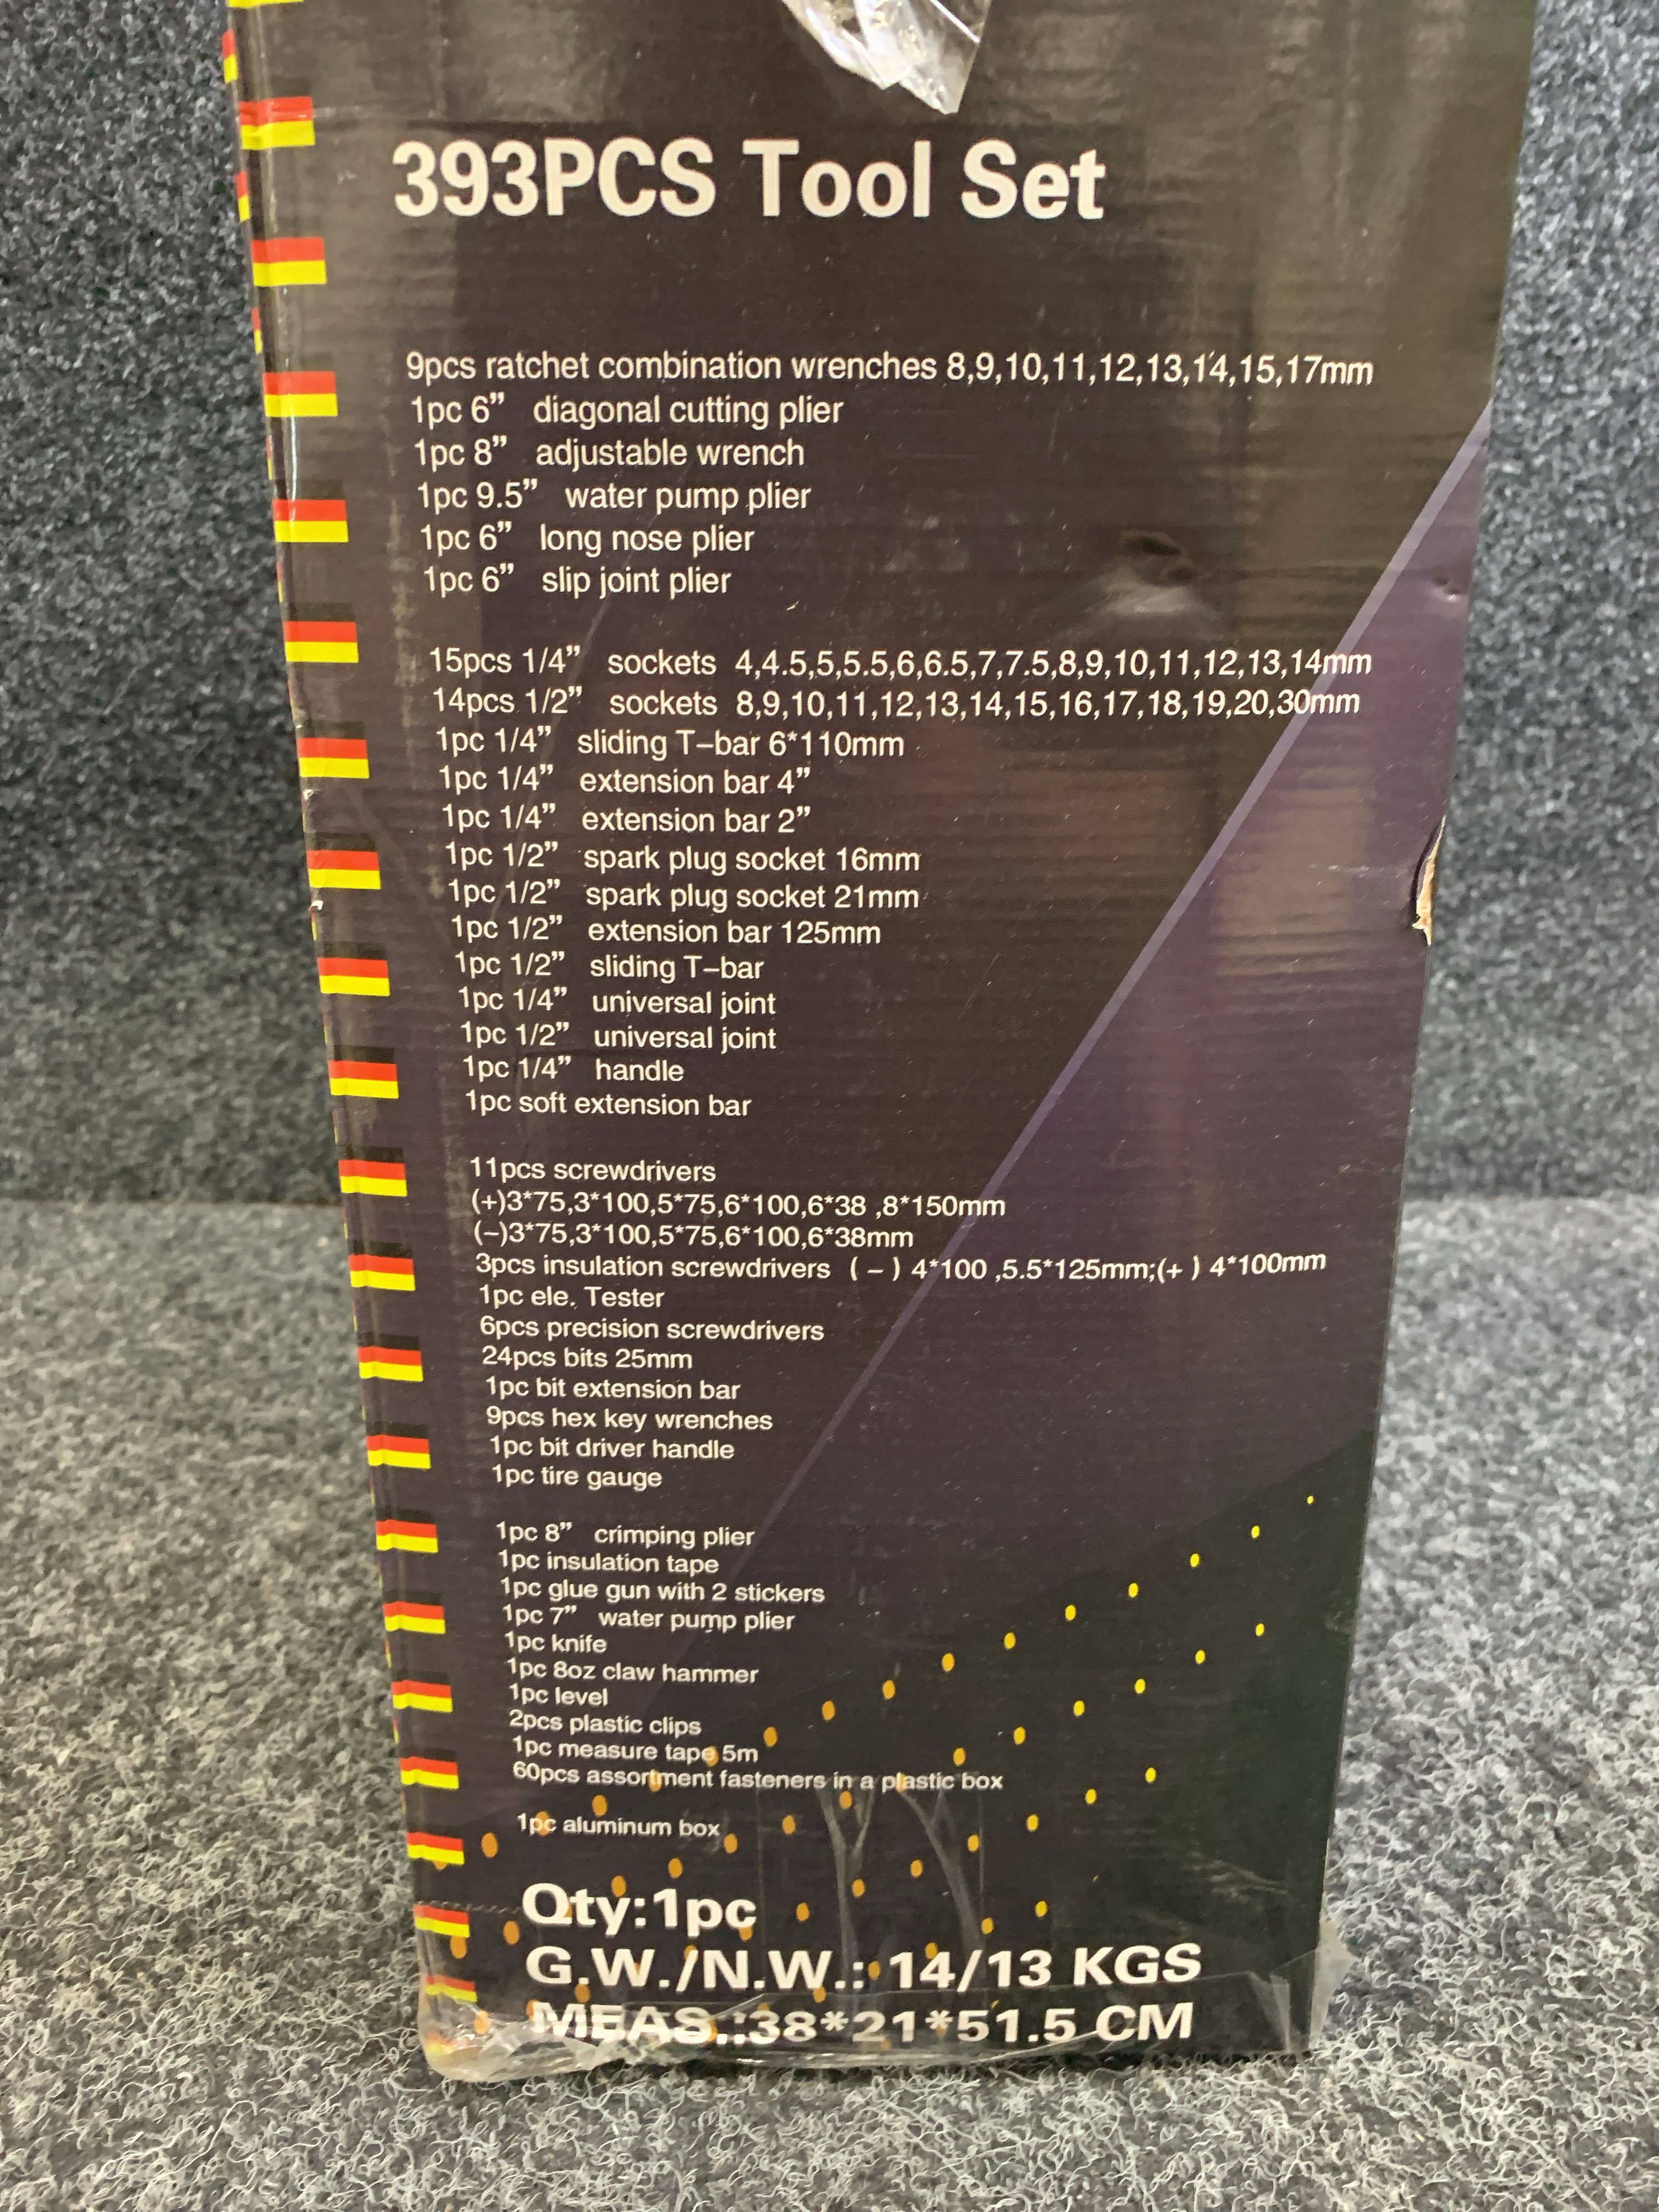 393PCS Tool Set
9pcs ratchet combination wrenches 8,9,10,11,12,13,14,15,17mm
1pc 6” diagonal cutting plier
1pc 8” adjustable wrench
1pc 9.5” water pump plier
1pc 6” long nose plier
1pc 6” slip joint plier
15pcs 1/4” sockets 4,4.5,5,5.5,6,6.5,7,7.5,8,9,10,11,12,13,14mm
14pcs 1/2” sockets 8,9,10,11,12,13,14,15,16,17,18,19,20,30mm
1pc 1/4” sliding T–bar 6*110mm
1pc 1/4” extension bar 4”
1pc 1/4” extension bar 2”
1pc 1/2” spark plug socket 16mm
1pc 1/2” spark plug socket 21mm
1pc 1/2” extension bar 125mm
1pc 1/2” sliding T–bar
1pc 1/4” universal joint
1pc 1/2” universal joint
1pc 1/4” handle
1pc soft extension bar
11pcs screwdrivers
(+)3*75,3*100,5*75,6*100,6*38 ,8*150mm
(–)3*75,3*100,5*75,6*100,6*38mm
3pcs insulation screwdrivers ( – ) 4*100 ,5.5*125mm;(+ ) 4*100mm
1pc ele. Tester
6pcs precision screwdrivers
24pcs bits 25mm
1pc bit extension bar
9pcs hex key wrenches
1pc bit driver handle
1pc tire gauge
1pc 8” crimping plier
1pc insulation tape
1pc glue gun with 2 stickers
1pc 7” water pump plier
1pc knife
1pc 8oz claw hammer
1pc level
2pcs plastic clips
1pc measure tape 5m
60pcs assortment fasteners in a plastic box
1pc aluminum box
Qty:1pc
G.W./N.W.: 14/13 KGS
MEAS.:38*21*51.5 CM